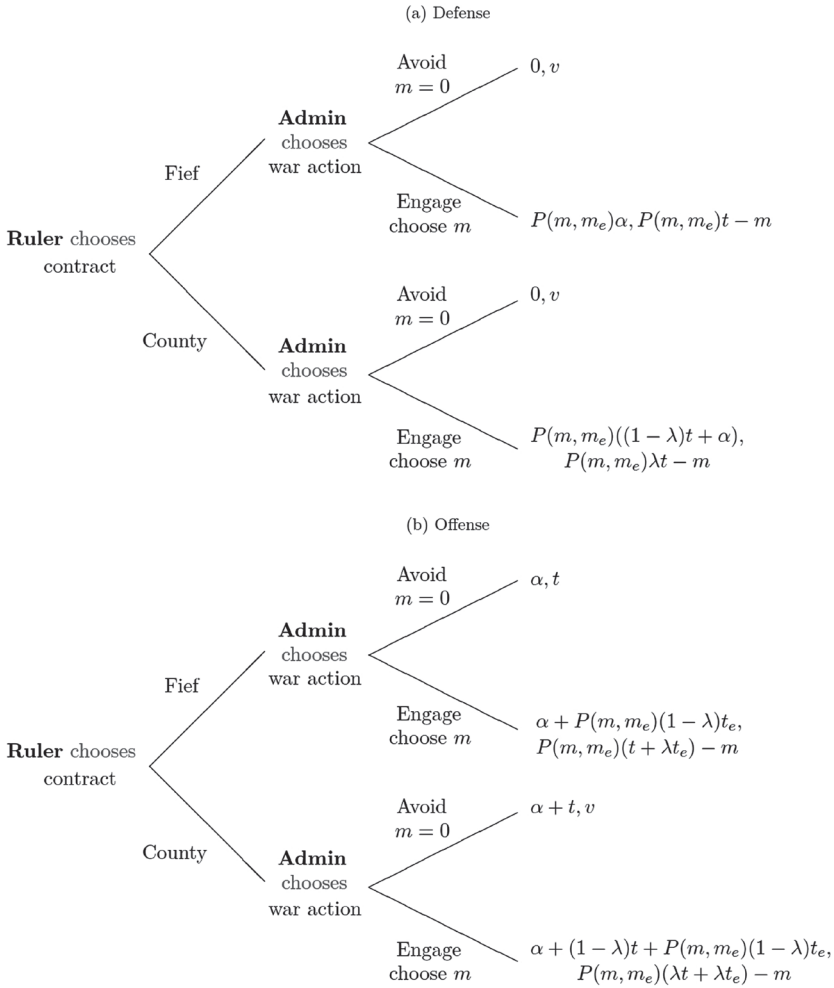 (a) Defense
Avoid
m = 0
0, v
Admin
chooses
war action
Fief
Engage
choose m
P(m, m_e)α, P(m, m_e)t − m
Ruler chooses
contract
Avoid
m = 0
0, v
County
Admin
chooses
war action
Engage
choose m
P(m, m_e)((1 − λ)t + α),
P(m, m_e)λt − m
(b) Offense
Avoid
m = 0
α, t
Admin
chooses
war action
Fief
Engage
choose m
α + P(m, m_e)(1 − λ)t_e,
P(m, m_e)(t + λt_e) − m
Ruler chooses
contract
Avoid
m = 0
α + t, v
County
Admin
chooses
war action
Engage
choose m
α + (1 − λ)t + P(m, m_e)(1 − λ)t_e,
P(m, m_e)(λt + λt_e) − m